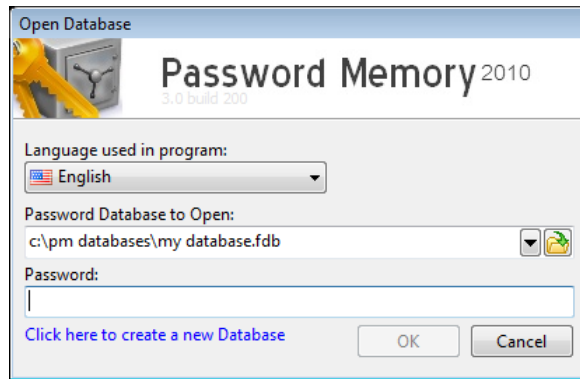 Open Database
Password Memory 2010
3.0 build 200
Language used in program:
English
Password Database to Open:
c:\pm databases\my database.fdb
Password:
Click here to create a new Database
OK
Cancel